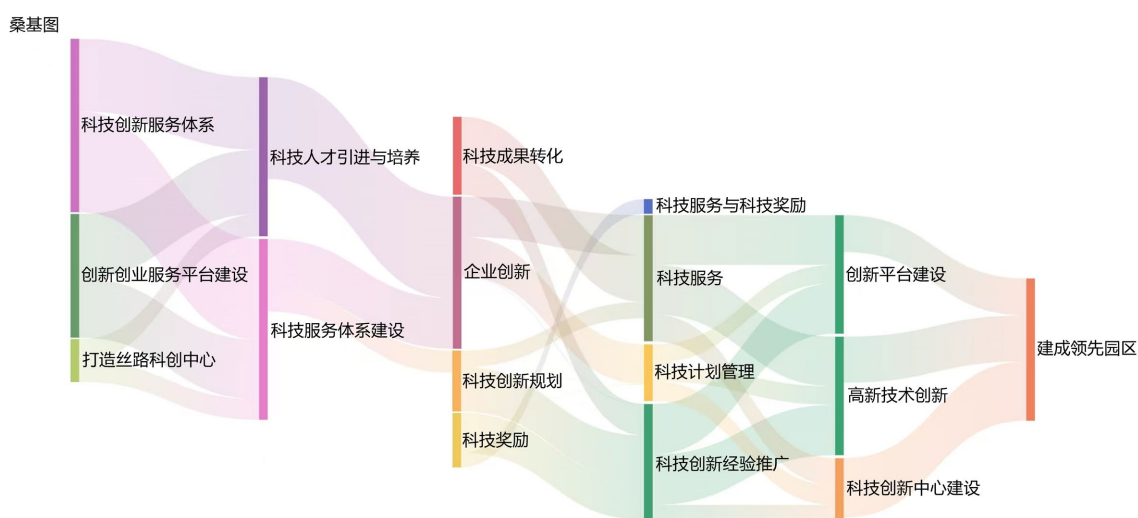 桑基图
科技创新服务体系
创新创业服务平台建设
打造丝路科创中心
科技人才引进与培养
科技服务体系建设
科技成果转化
企业创新
科技创新规划
科技奖励
科技服务与科技奖励
科技服务
科技计划管理
科技创新经验推广
创新平台建设
高新技术创新
科技创新中心建设
建成领先园区